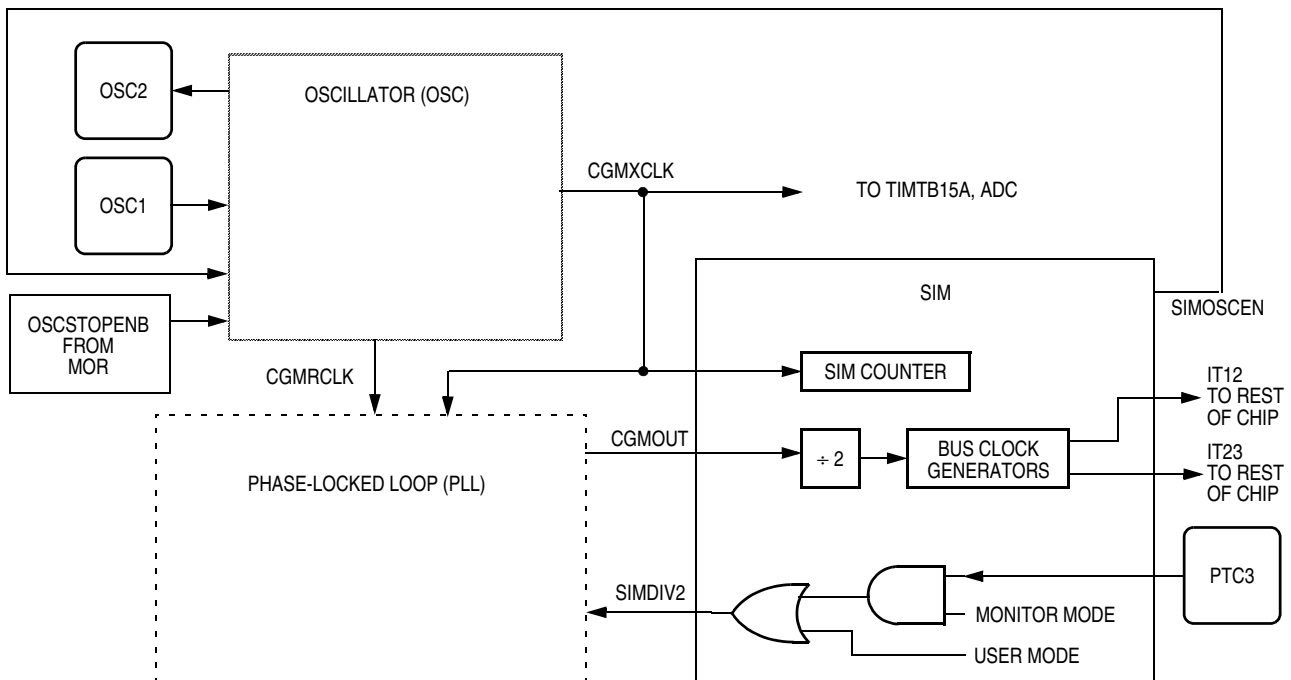 OSC2
OSCILLATOR (OSC)
CGMXCLK
TO TIMTB15A, ADC
OSC1
SIM
SIMOSCEN
OSCSTOPENB
FROM
MOR
CGMRCLK
SIM COUNTER
IT12
TO REST
OF CHIP
CGMOUT
÷ 2
BUS CLOCK
GENERATORS
IT23
TO REST
OF CHIP
PHASE-LOCKED LOOP (PLL)
SIMDIV2
PTC3
MONITOR MODE
USER MODE